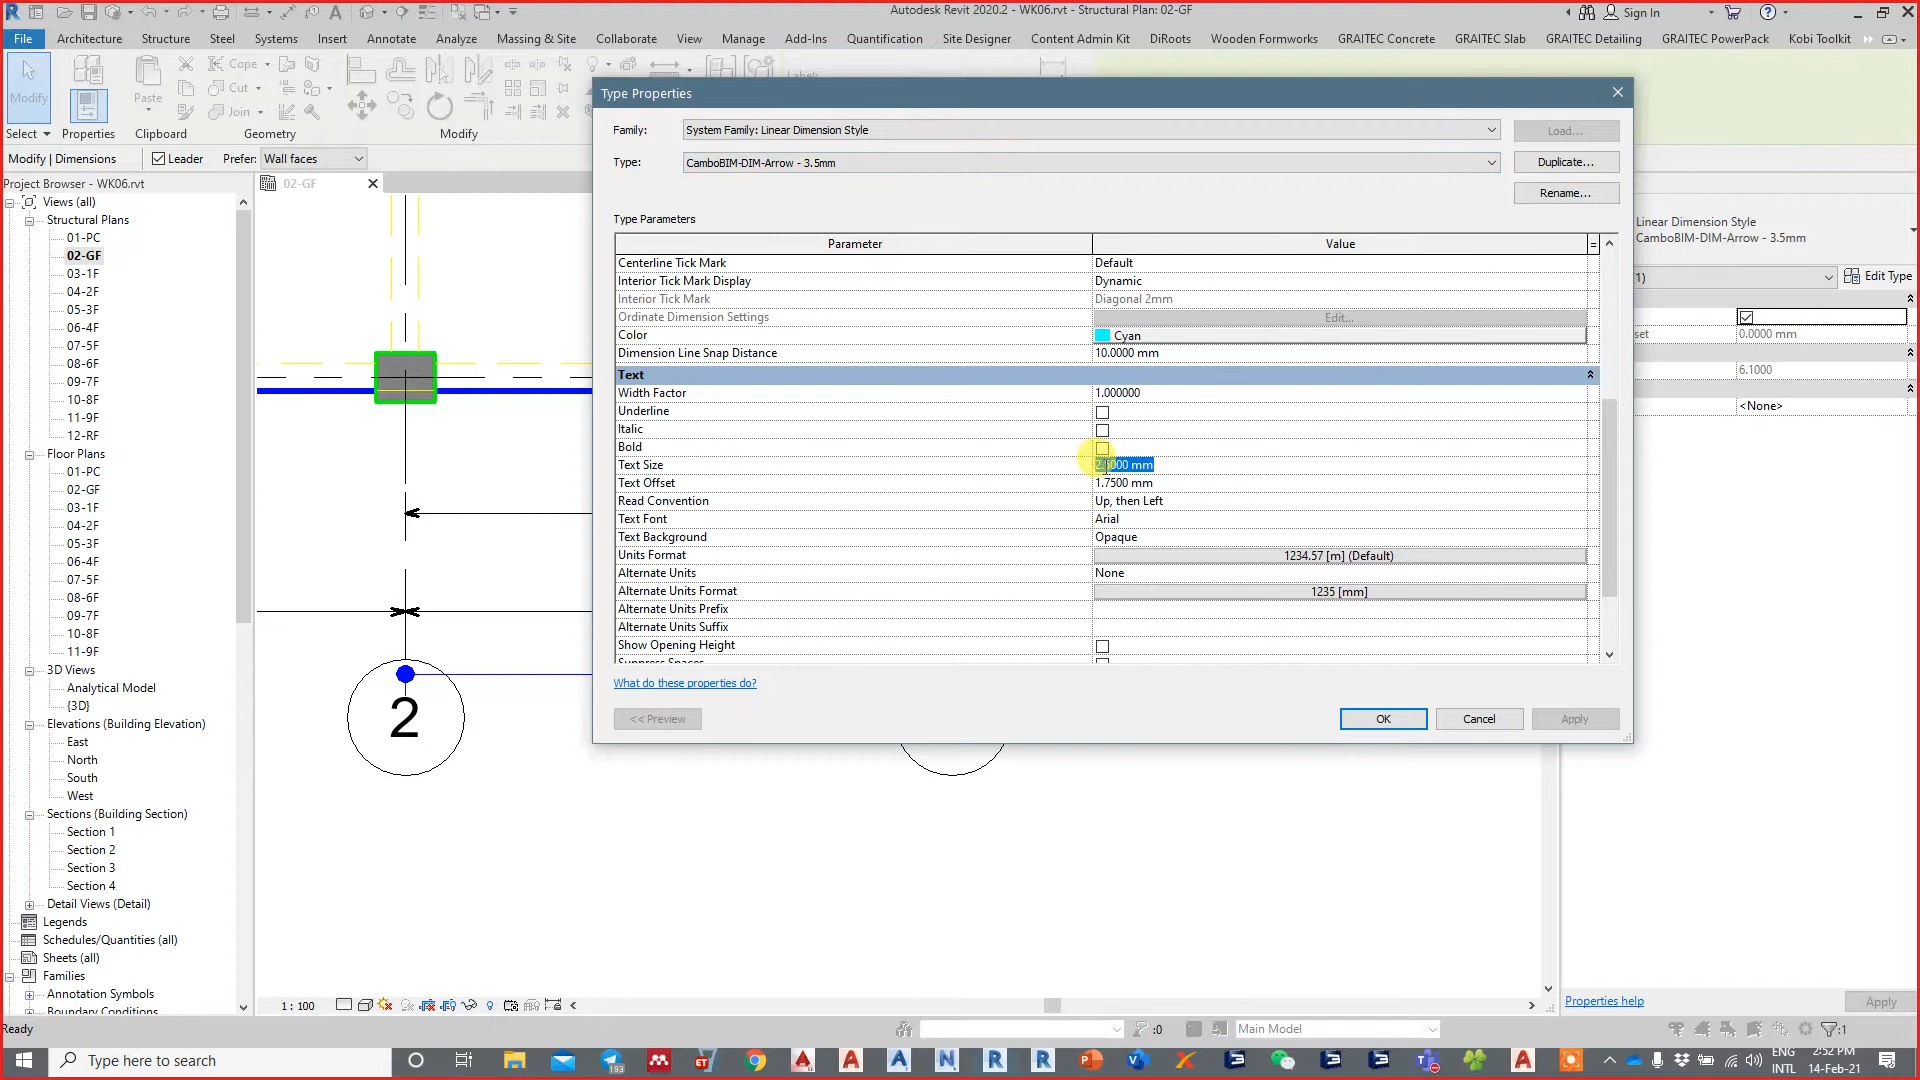 Autodesk Revit 2020.2 - WK06.rvt - Structural Plan: 02-GF
Sign In
File
Architecture
Structure
Steel
Systems
Insert
Annotate
Analyze
Massing & Site
Collaborate
View
Manage
Add-Ins
Quantification
Site Designer
Content Admin Kit
DiRoots
Wooden Formworks
GRAITEC Concrete
GRAITEC Slab
GRAITEC Detailing
GRAITEC PowerPack
Kobi Toolkit
Modify
Paste
Cope
Cut
Join
Select
Properties
Clipboard
Geometry
Modify
Modify | Dimensions
Leader
Prefer:
Wall faces
Project Browser - WK06.rvt
Views (all)
Structural Plans
01-PC
02-GF
03-1F
04-2F
05-3F
06-4F
07-5F
08-6F
09-7F
10-8F
11-9F
12-RF
Floor Plans
01-PC
02-GF
03-1F
04-2F
05-3F
06-4F
07-5F
08-6F
09-7F
10-8F
11-9F
3D Views
Analytical Model
{3D}
Elevations (Building Elevation)
East
North
South
West
Sections (Building Section)
Section 1
Section 2
Section 3
Section 4
Detail Views (Detail)
Legends
Schedules/Quantities (all)
Sheets (all)
Families
Annotation Symbols
Boundary Conditions
02-GF
2
Type Properties
Family:
System Family: Linear Dimension Style
Load...
Type:
CamboBIM-DIM-Arrow - 3.5mm
Duplicate...
Rename...
Type Parameters
Parameter
Value
=
Centerline Tick Mark
Default
Interior Tick Mark Display
Dynamic
Interior Tick Mark
Diagonal 2mm
Ordinate Dimension Settings
Edit...
Color
Cyan
Dimension Line Snap Distance
10.0000 mm
Text
Width Factor
1.000000
Underline
Italic
Bold
Text Size
2.5000 mm
Text Offset
1.7500 mm
Read Convention
Up, then Left
Text Font
Arial
Text Background
Opaque
Units Format
1234.57 [m] (Default)
Alternate Units
None
Alternate Units Format
1235 [mm]
Alternate Units Prefix
Alternate Units Suffix
Show Opening Height
Suppress Spaces
What do these properties do?
<< Preview
OK
Cancel
Apply
Linear Dimension Style
CamboBIM-DIM-Arrow - 3.5mm
1)
Edit Type
set
0.0000 mm
6.1000
<None>
Properties help
Apply
1 : 100
Ready
:0
Main Model
:1
Type here to search
193
ENG
INTL
2:52 PM
14-Feb-21